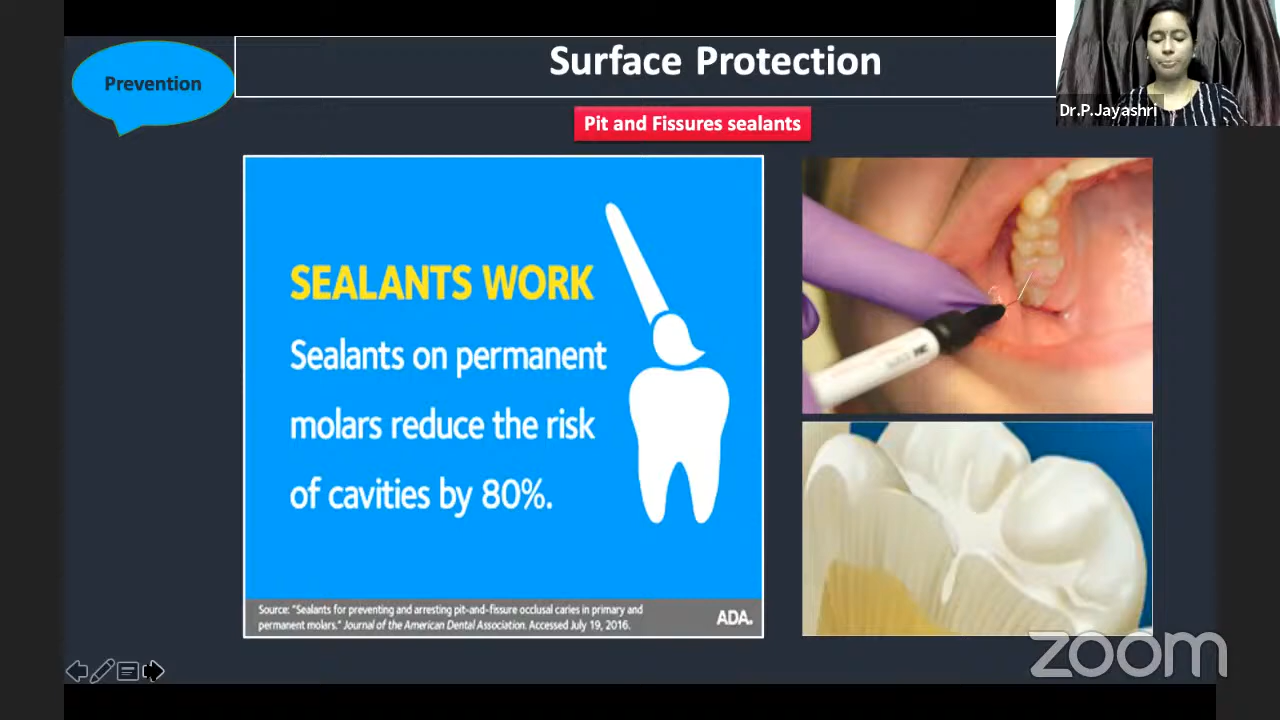 Prevention
Surface Protection
Dr.P.Jayashri
Pit and Fissures sealants
SEALANTS WORK
Sealants on permanent
molars reduce the risk
of cavities by 80%.
Source: "Sealants for preventing and arresting pit-and-fissure occlusal caries in primary and
permanent molars." Journal of the American Dental Association. Accessed July 19, 2016.
ADA.
zoom